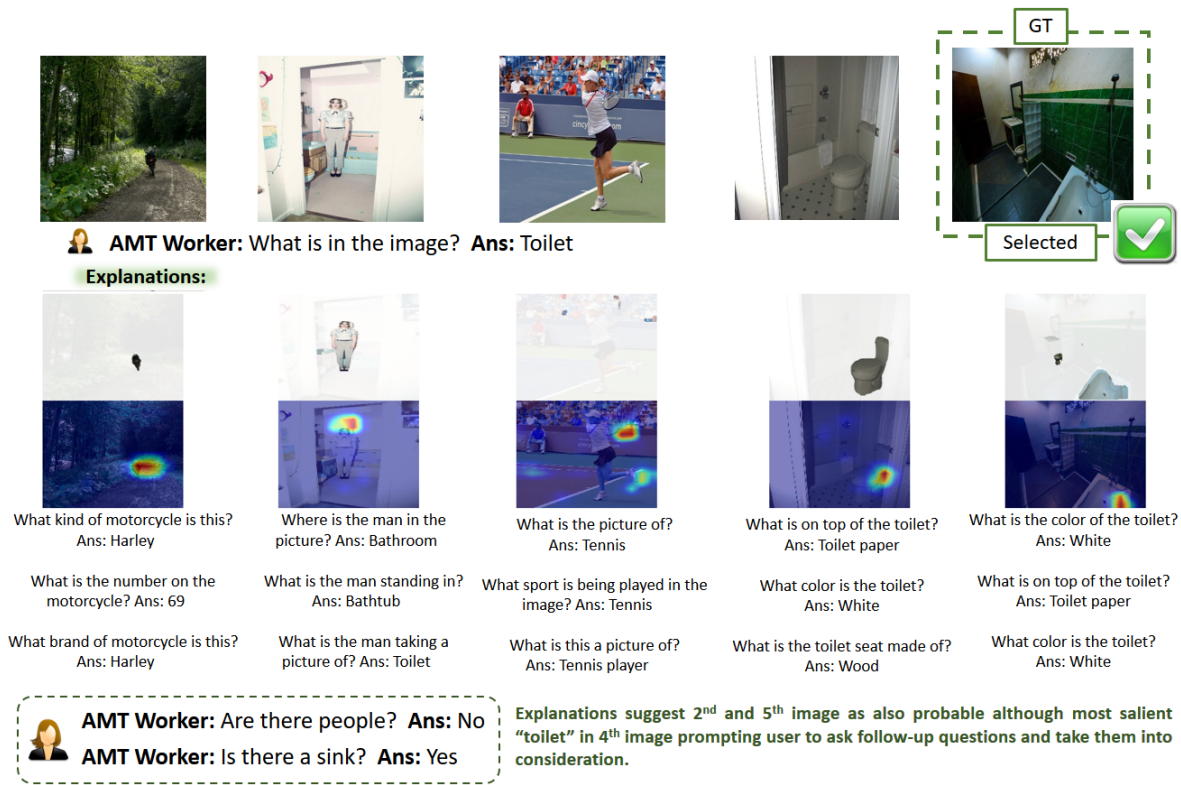 GT
cincy .com
Selected
AMT Worker: What is in the image? Ans: Toilet
Explanations:
What kind of motorcycle is this?
Ans: Harley
Where is the man in the
picture? Ans: Bathroom
What is the picture of?
Ans: Tennis
What is on top of the toilet?
Ans: Toilet paper
What is the color of the toilet?
Ans: White
What is the number on the
motorcycle? Ans: 69
What is the man standing in?
Ans: Bathtub
What sport is being played in the
image? Ans: Tennis
What color is the toilet?
Ans: White
What is on top of the toilet?
Ans: Toilet paper
What brand of motorcycle is this?
Ans: Harley
What is the man taking a
picture of? Ans: Toilet
What is this a picture of?
Ans: Tennis player
What is the toilet seat made of?
Ans: Wood
What color is the toilet?
Ans: White
AMT Worker: Are there people? Ans: No
AMT Worker: Is there a sink? Ans: Yes
Explanations suggest 2nd and 5th image as also probable although most salient
“toilet” in 4th image prompting user to ask follow-up questions and take them into
consideration.